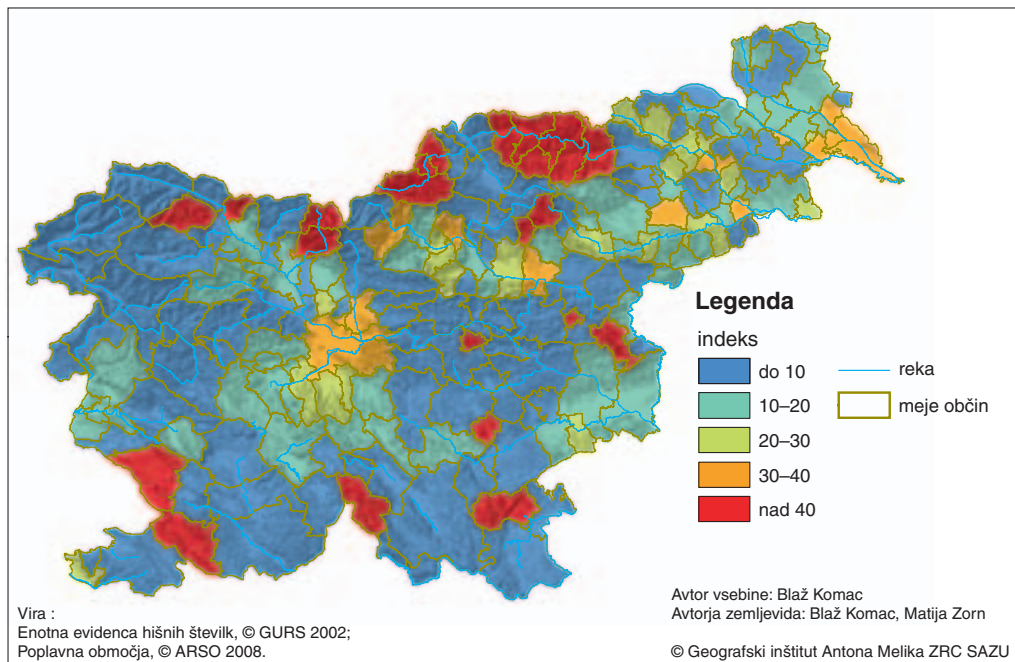 Legenda
indeks
do 10
10–20
20–30
30–40
nad 40
reka
meje občin
Vira :
Enotna evidenca hišnih številk, © GURS 2002;
Poplavna območja, © ARSO 2008.
Avtor vsebine: Blaž Komac
Avtorja zemljevida: Blaž Komac, Matija Zorn
© Geografski inštitut Antona Melika ZRC SAZU